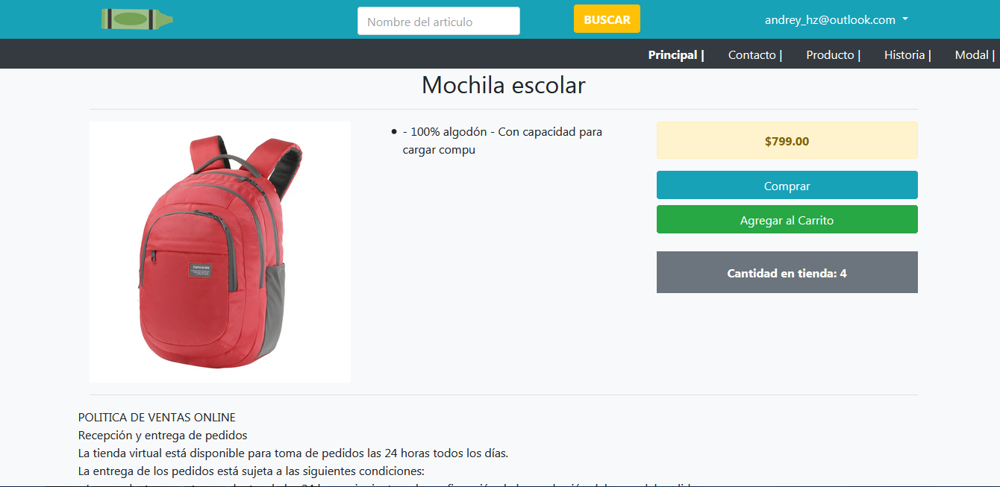 Nombre del articulo
BUSCAR
andrey_hz@outlook.com
Principal |
Contacto |
Producto |
Historia |
Modal |
Mochila escolar
- 100% algodón - Con capacidad para
cargar compu
$799.00
Comprar
Agregar al Carrito
Cantidad en tienda: 4
Samsonite
POLITICA DE VENTAS ONLINE
Recepción y entrega de pedidos
La tienda virtual está disponible para toma de pedidos las 24 horas todos los días.
La entrega de los pedidos está sujeta a las siguientes condiciones: